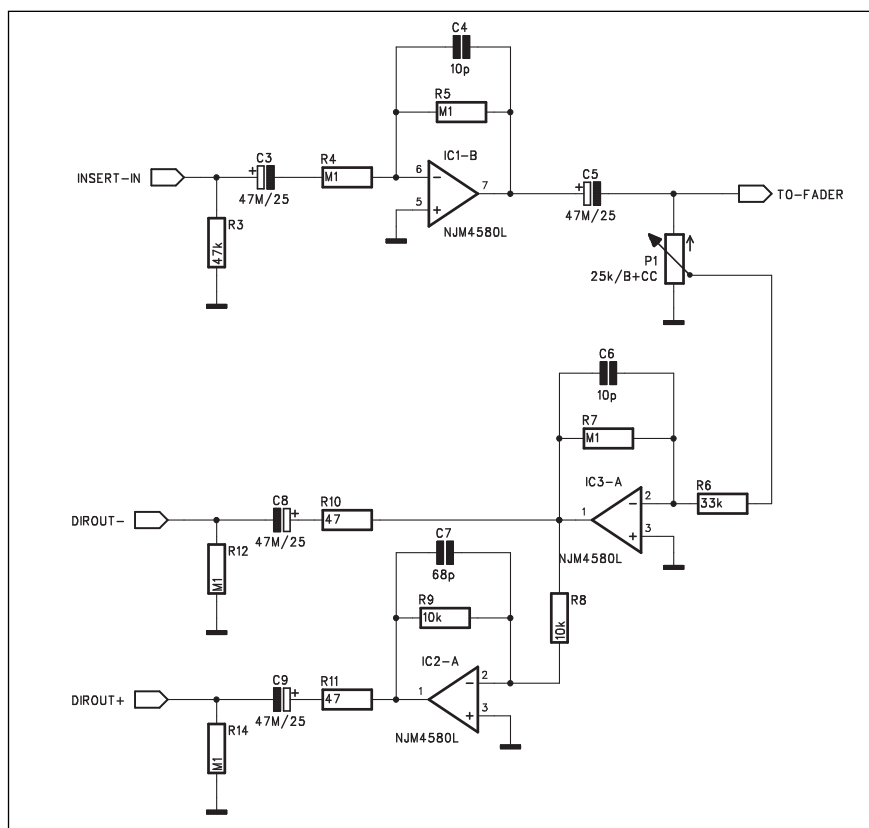 C4
10p
R5
M1
IC1-B
INSERT-IN
C3
+
47M/25
R4
M1
6
-
5
+
7
NJM4580L
C5
+
47M/25
TO-FADER
R3
47k
P1
25k/B+CC
C6
10p
R7
M1
IC3-A
R6
33k
2
-
1
3
+
NJM4580L
DIROUT-
C8
+
47M/25
R10
47
R12
M1
C7
68p
R9
10k
R8
10k
IC2-A
DIROUT+
C9
+
47M/25
R11
47
1
2
-
3
+
NJM4580L
R14
M1